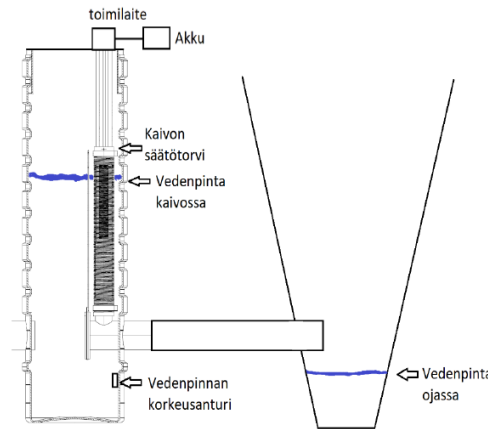 toimilaite
Akku
Kaivon
säätötorvi
Vedenpinta
kaivossa
Vedenpinnan
korkeusanturi
Vedenpinta
ojassa